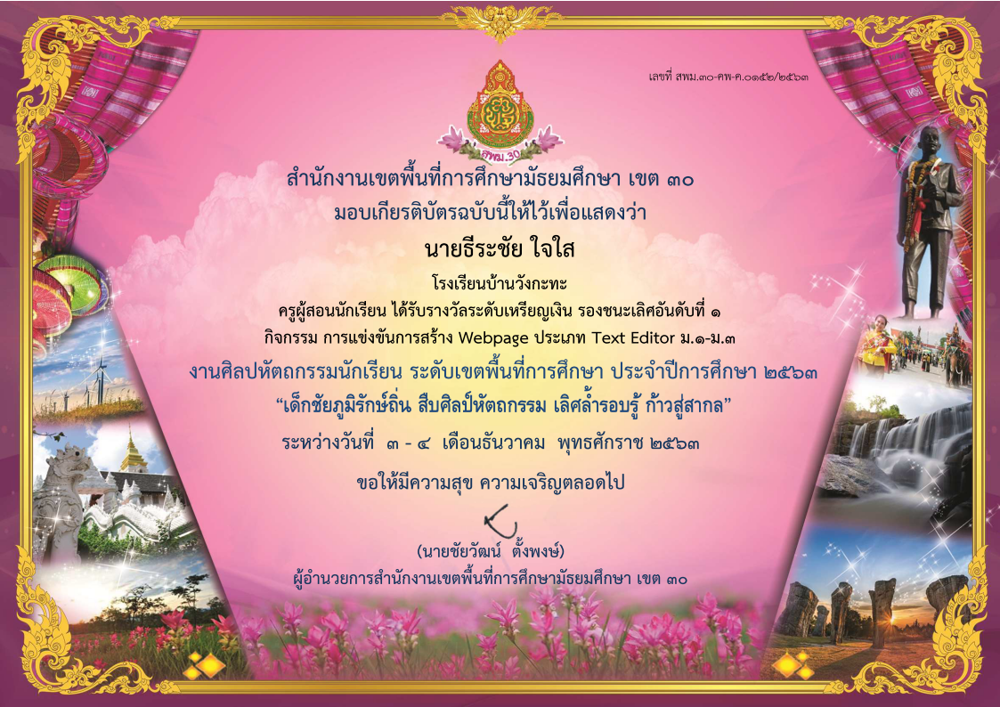 เลขที่ สพม.๓๐-คพ-ค.๐๑๕๒/๒๕๖๓
สพม.30
สำนักงานเขตพื้นที่การศึกษามัธยมศึกษา เขต ๓๐
มอบเกียรติบัตรฉบับนี้ให้ไว้เพื่อแสดงว่า
นายธีระชัย ใจใส
โรงเรียนบ้านวังกะทะ
ครูผู้สอนนักเรียน ได้รับรางวัลระดับเหรียญเงิน รองชนะเลิศอันดับที่ ๑
กิจกรรม การแข่งขันการสร้าง Webpage ประเภท Text Editor ม.๑-ม.๓
งานศิลปหัตถกรรมนักเรียน ระดับเขตพื้นที่การศึกษา ประจำปีการศึกษา ๒๕๖๓
“เด็กชัยภูมิรักษ์ถิ่น สืบศิลป์หัตถกรรม เลิศล้ำรอบรู้ ก้าวสู่สากล”
ระหว่างวันที่ ๓ - ๔ เดือนธันวาคม พุทธศักราช ๒๕๖๓
ขอให้มีความสุข ความเจริญตลอดไป
(นายชัยวัฒน์ ตั้งพงษ์)
ผู้อำนวยการสำนักงานเขตพื้นที่การศึกษามัธยมศึกษา เขต ๓๐